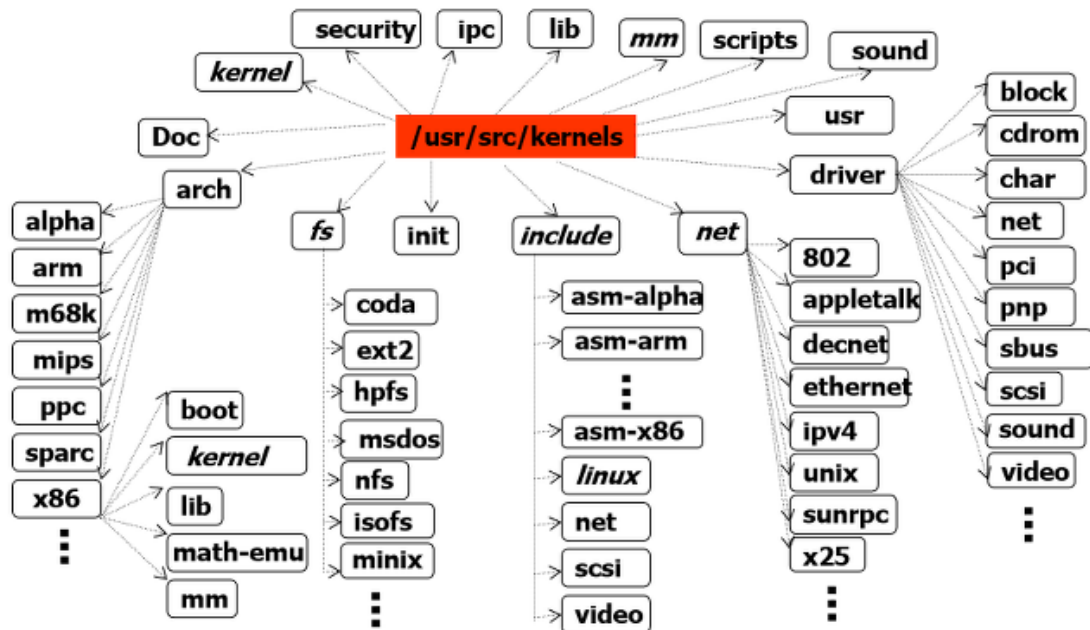 security
ipc
lib
mm
scripts
sound
kernel
/usr/src/kernels
usr
Doc
driver
arch
fs
init
include
net
alpha
arm
m68k
mips
ppc
sparc
x86
boot
kernel
lib
math-emu
mm
coda
ext2
hpfs
msdos
nfs
isofs
minix
asm-alpha
asm-arm
asm-x86
linux
net
scsi
video
802
appletalk
decnet
ethernet
ipv4
unix
sunrpc
x25
block
cdrom
char
net
pci
pnp
sbus
scsi
sound
video